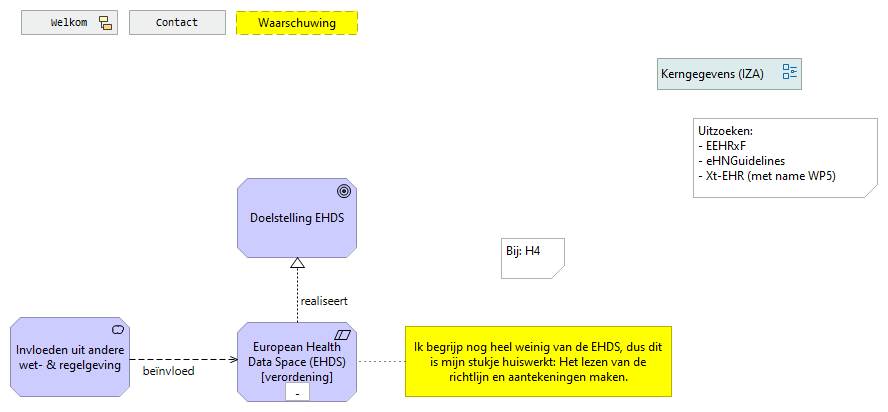 Welkom
Contact
Waarschuwing
Kerngegevens (IZA)
Uitzoeken:
- EEHRxF
- eHNGuidelines
- Xt-EHR (met name WP5)
Doelstelling EHDS
Bij: H4
realiseert
Invloeden uit andere
wet- & regelgeving
beïnvloed
European Health
Data Space (EHDS)
[verordening]
-
Ik begrijp nog heel weinig van de EHDS, dus dit
is mijn stukje huiswerkt: Het lezen van de
richtlijn en aantekeningen maken.